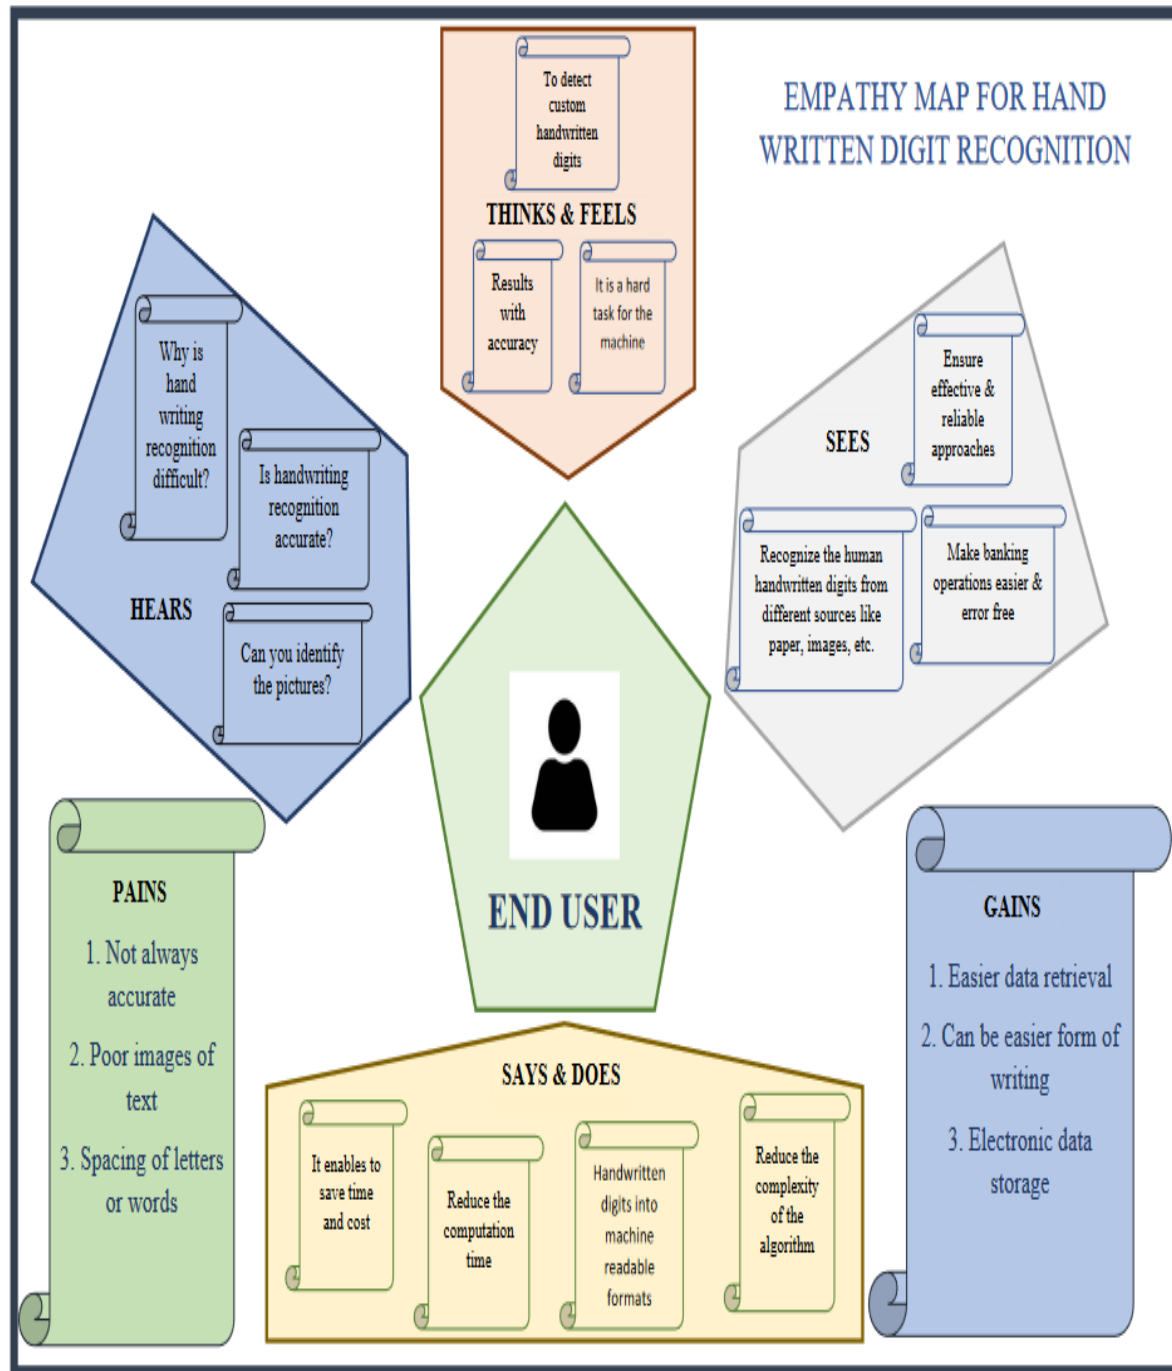 EMPATHY MAP FOR HAND
WRITTEN DIGIT RECOGNITION
To detect
custom
handwritten
digits
THINKS & FEELS
Results
with
accuracy
It is a hard
task for the
machine
Why is
hand
writing
recognition
difficult?
Is handwriting
recognition
accurate?
HEARS
Can you identify
the pictures?
Ensure
effective &
reliable
approaches
SEES
Recognize the human
handwritten digits from
different sources like
paper, images, etc.
Make banking
operations easier &
error free
END USER
PAINS
1. Not always
accurate
2. Poor images of
text
3. Spacing of letters
or words
GAINS
1. Easier data retrieval
2. Can be easier form of
writing
3. Electronic data
storage
SAYS & DOES
It enables to
save time
and cost
Reduce the
computation
time
Handwritten
digits into
machine
readable
formats
Reduce the
complexity
of the
algorithm